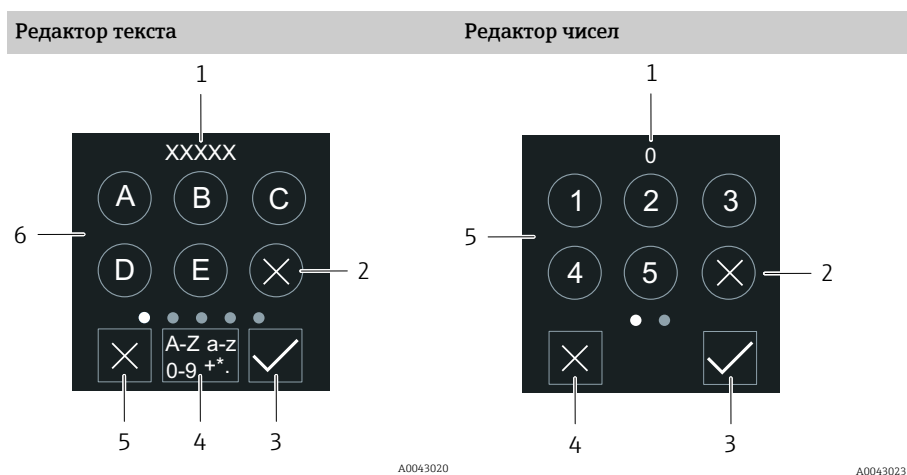 Редактор текста Редактор чисел
1 1
XXXXX 0
A B C 1 2 3
6 5
D E 2 4 5 2
A-Z a-z
0-9 +*.
5 4 3 4 3
A0043020 A0043023